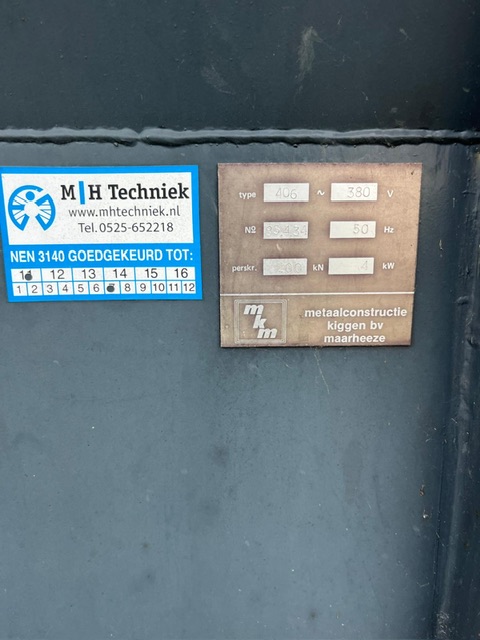 M|H Techniek
www.mhtechniek.nl
Tel. 0525-652218
NEN 3140 GOEDGEKEURD TOT:
12 13 14 15 16
1 2 3 4 5 6 8 9 10 11 12
type 406 ~ 380 V
№ 50 Hz
perskr. kN 4 kW
mkm
metaalconstructie
kiggen bv
maarheeze